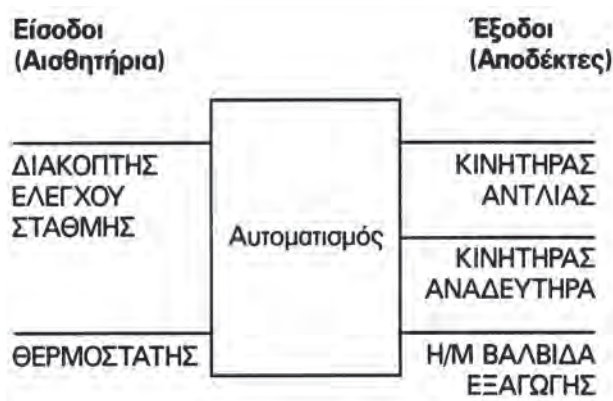 Είσοδοι
(Αισθητήρια)
Έξοδοι
(Αποδέκτες)
ΔΙΑΚΟΠΤΗΣ
ΕΛΕΓΧΟΥ
ΣΤΑΘΜΗΣ
ΘΕΡΜΟΣΤΑΤΗΣ
Αυτοματισμός
ΚΙΝΗΤΗΡΑΣ
ΑΝΤΛΙΑΣ
ΚΙΝΗΤΗΡΑΣ
ΑΝΑΔΕΥΤΗΡΑ
Η/Μ ΒΑΛΒΙΔΑ
ΕΞΑΓΩΓΗΣ